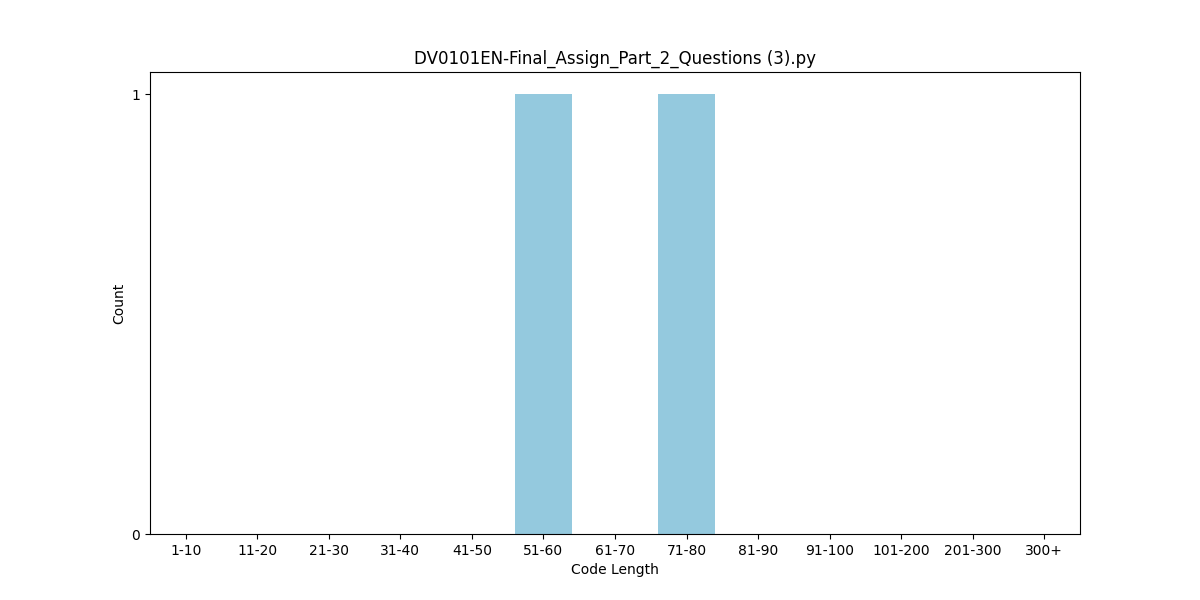 DV0101EN-Final_Assign_Part_2_Questions (3).py
1
Count
0
1-10 11-20 21-30 31-40 41-50 51-60 61-70 71-80 81-90 91-100 101-200 201-300 300+
Code Length